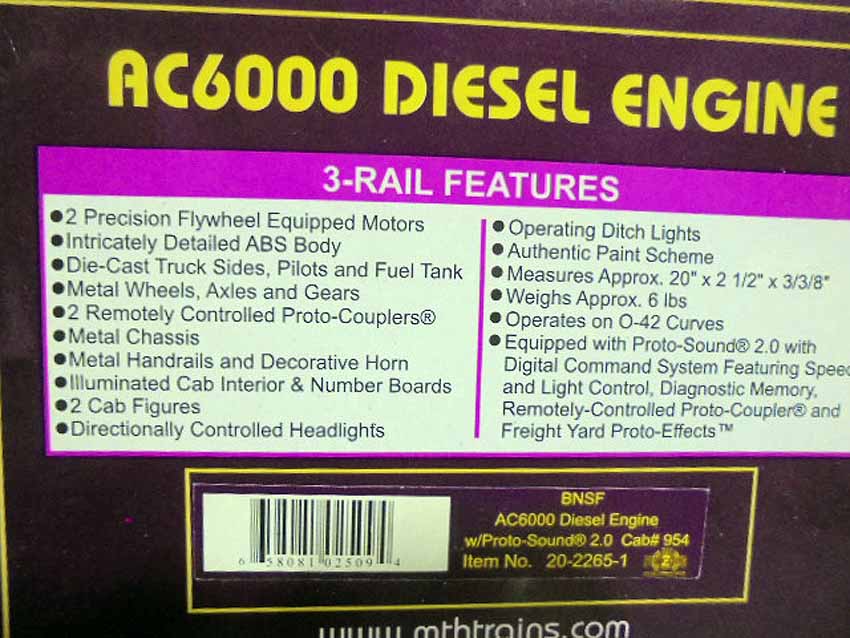 AC6000 DIESEL ENGINE
3-RAIL FEATURES
●2 Precision Flywheel Equipped Motors
●Intricately Detailed ABS Body
●Die-Cast Truck Sides, Pilots and Fuel Tank
●Metal Wheels, Axles and Gears
●2 Remotely Controlled Proto-Couplers®
●Metal Chassis
●Metal Handrails and Decorative Horn
●Illuminated Cab Interior & Number Boards
●2 Cab Figures
●Directionally Controlled Headlights
●Operating Ditch Lights
●Authentic Paint Scheme
●Measures Approx. 20" x 2 1/2" x 3/3/8"
●Weighs Approx. 6 lbs
●Operates on O-42 Curves
●Equipped with Proto-Sound® 2.0 with
Digital Command System Featuring Speed
and Light Control, Diagnostic Memory,
Remotely-Controlled Proto-Coupler® and
Freight Yard Proto-Effects™
BNSF
AC6000 Diesel Engine
w/Proto-Sound® 2.0 Cab# 954
Item No. 20-2265-1
6 58081 02509 4
www.mthtrains.com